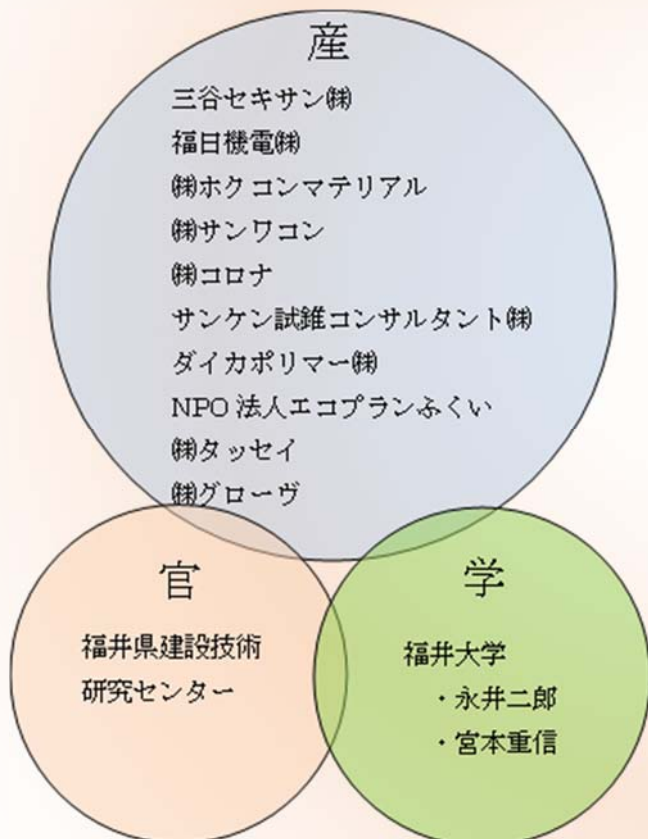 産
三谷セキサン㈱
福日機電㈱
㈱ホクコンマテリアル
㈱サンワコン
㈱コロナ
サンケン試錐コンサルタント㈱
ダイカポリマー㈱
NPO 法人エコプランふくい
㈱タッセイ
㈱グローヴ
官
福井県建設技術
研究センター
学
福井大学
・永井二郎
・宮本重信